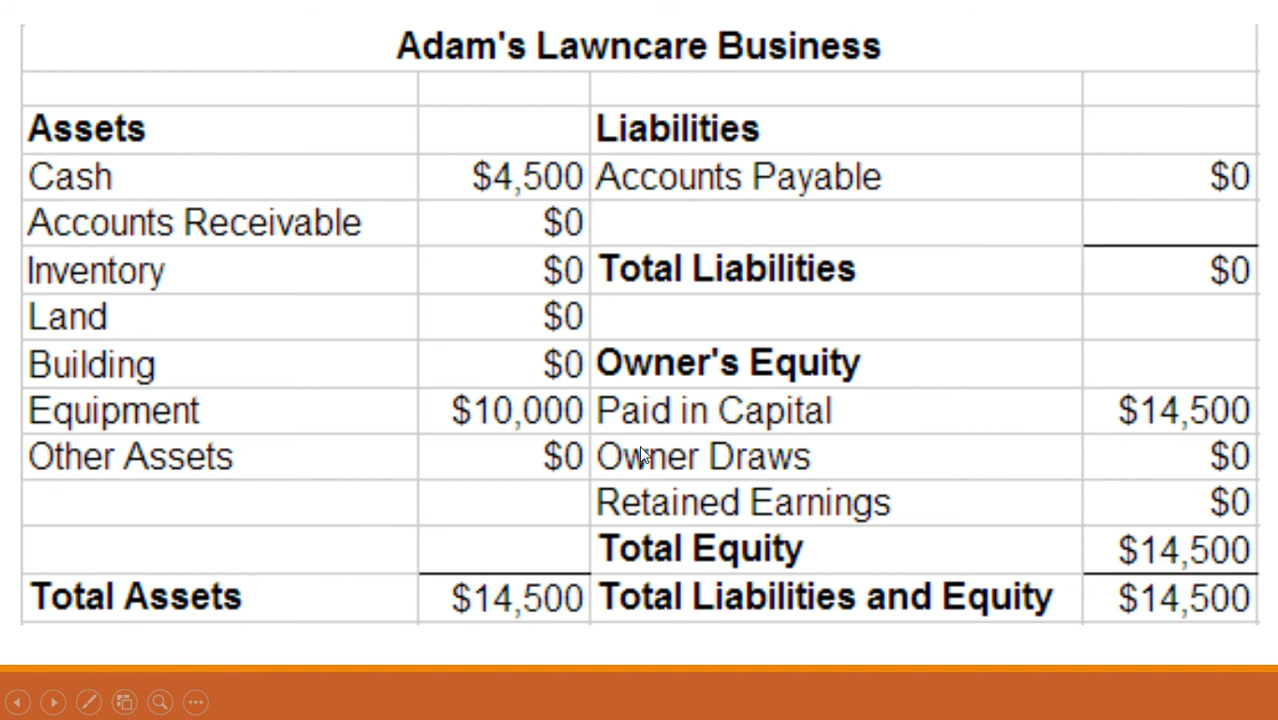 Adam's Lawncare Business
Assets Liabilities
Cash $4,500 Accounts Payable $0
Accounts Receivable $0
Inventory $0 Total Liabilities $0
Land $0
Building $0 Owner's Equity
Equipment $10,000 Paid in Capital $14,500
Other Assets $0 Owner Draws $0
Retained Earnings $0
Total Equity $14,500
Total Assets $14,500 Total Liabilities and Equity $14,500